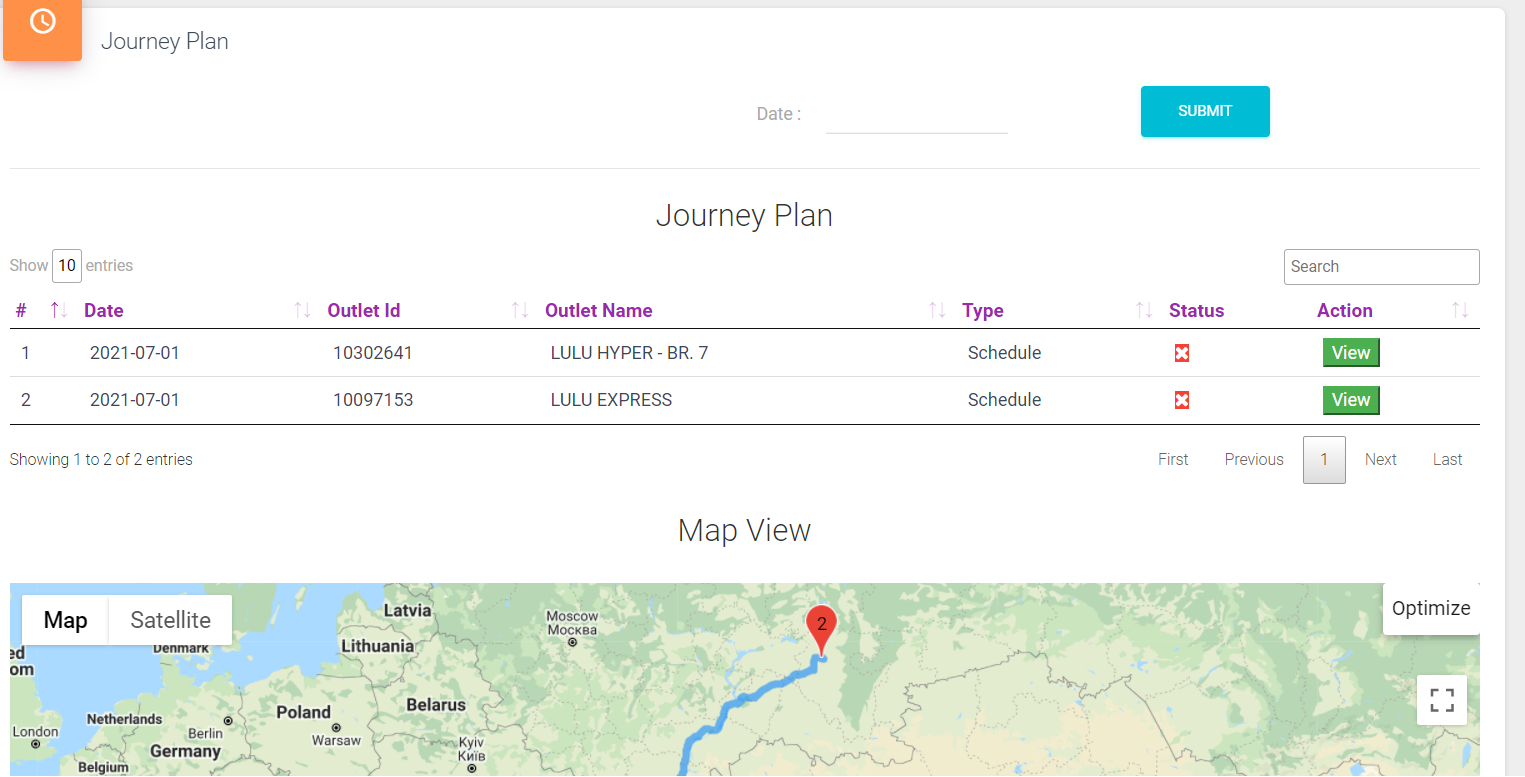 Journey Plan
Date :
SUBMIT
Journey Plan
Show 10 entries
Search
# Date Outlet Id Outlet Name Type Status Action
1 2021-07-01 10302641 LULU HYPER - BR. 7 Schedule View
2 2021-07-01 10097153 LULU EXPRESS Schedule View
Showing 1 to 2 of 2 entries
First Previous 1 Next Last
Map View
Map Satellite
Optimize
Latvia
Moscow
Москва
2
Denmark
Lithuania
ed
om
Belarus
Netherlands
Poland
London
Berlin
Warsaw
Germany
Kyiv
Київ
Belgium